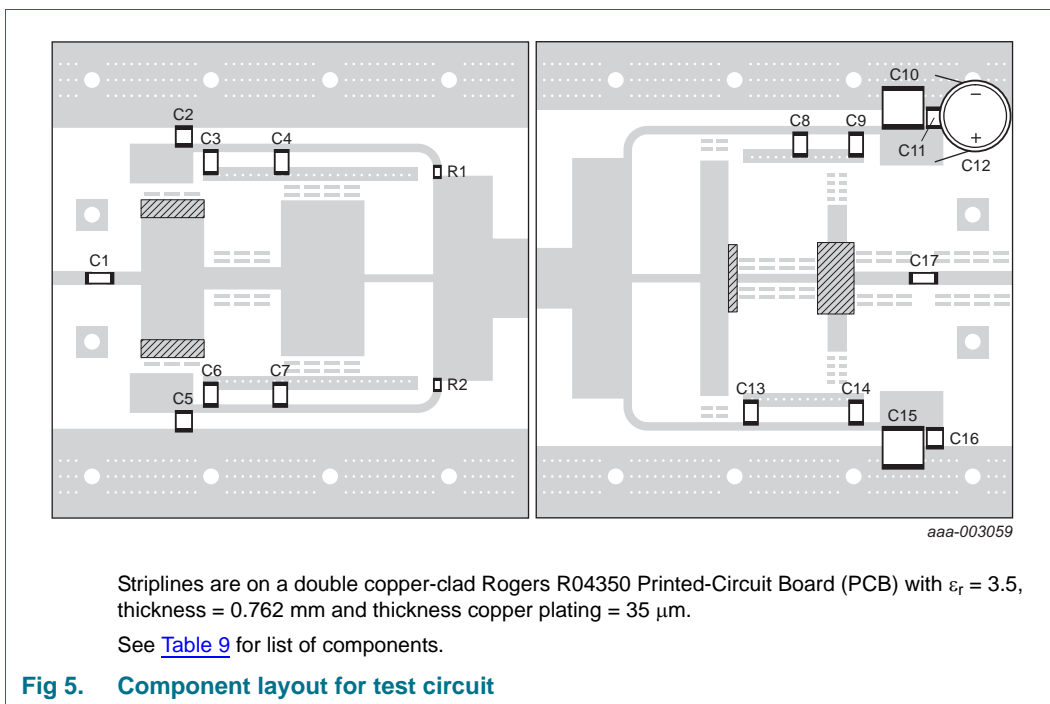 C2
C3
C4
R1
C1
C6
C7
R2
C5
C10
C8
C9
−
+
C11
C12
C17
C13
C14
C15
C16
aaa-003059
Striplines are on a double copper-clad Rogers R04350 Printed-Circuit Board (PCB) with εr = 3.5,
thickness = 0.762 mm and thickness copper plating = 35 μm.
See Table 9 for list of components.
Fig 5. Component layout for test circuit